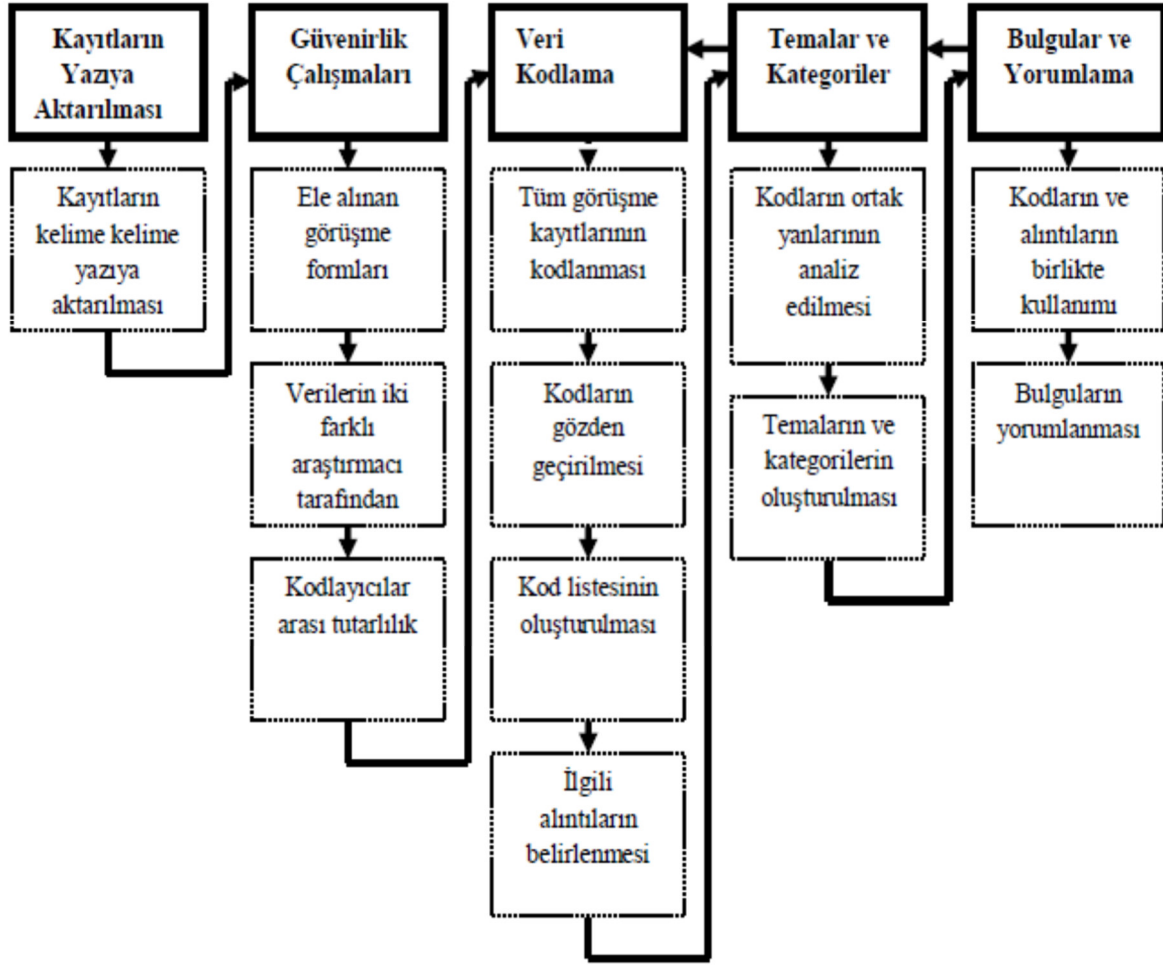 Kayıtların
Yazıya
Aktarılması
Kayıtların
kelime kelime
yazıya
aktarılması
Güvenirlik
Çalışmaları
Ele alınan
görüşme
formları
Verilerin iki
farklı
araştırmacı
tarafından
Kodlayıcılar
arası tutarlılık
Veri
Kodlama
Tüm görüşme
kayıtlarının
kodlanması
Kodların
gözden
geçirilmesi
Kod listesinin
oluşturulması
İlgili
alıntıların
belirlenmesi
Temalar ve
Kategoriler
Kodların ortak
yanlarının
analiz
edilmesi
Temaların ve
kategorilerin
oluşturulması
Bulgular ve
Yorumlama
Kodların ve
alıntıların
birlikte
kullanımı
Bulguların
yorumlanması